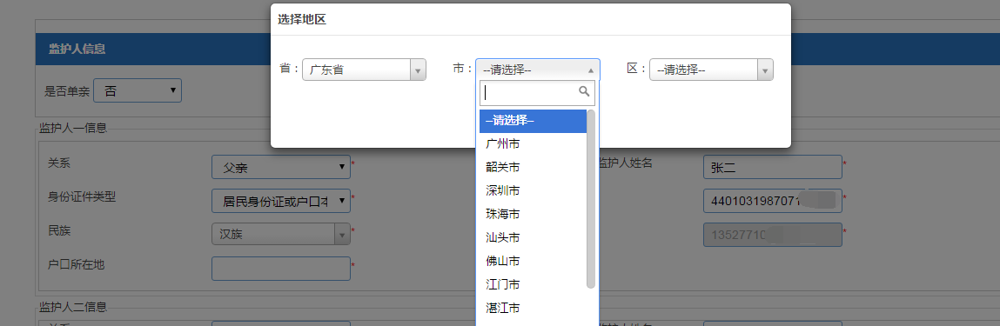 选择地区
监护人信息
省： 广东省 市： --请选择-- 区： --请选择--
是否单亲 否
--请选择--
广州市
韶关市
深圳市
珠海市
汕头市
佛山市
江门市
湛江市
监护人一信息
关系 父亲 * 监护人姓名 张二 *
身份证件类型 居民身份证或户口本 * 4401031987071 *
民族 汉族 * 13527710 *
户口所在地 *
监护人二信息